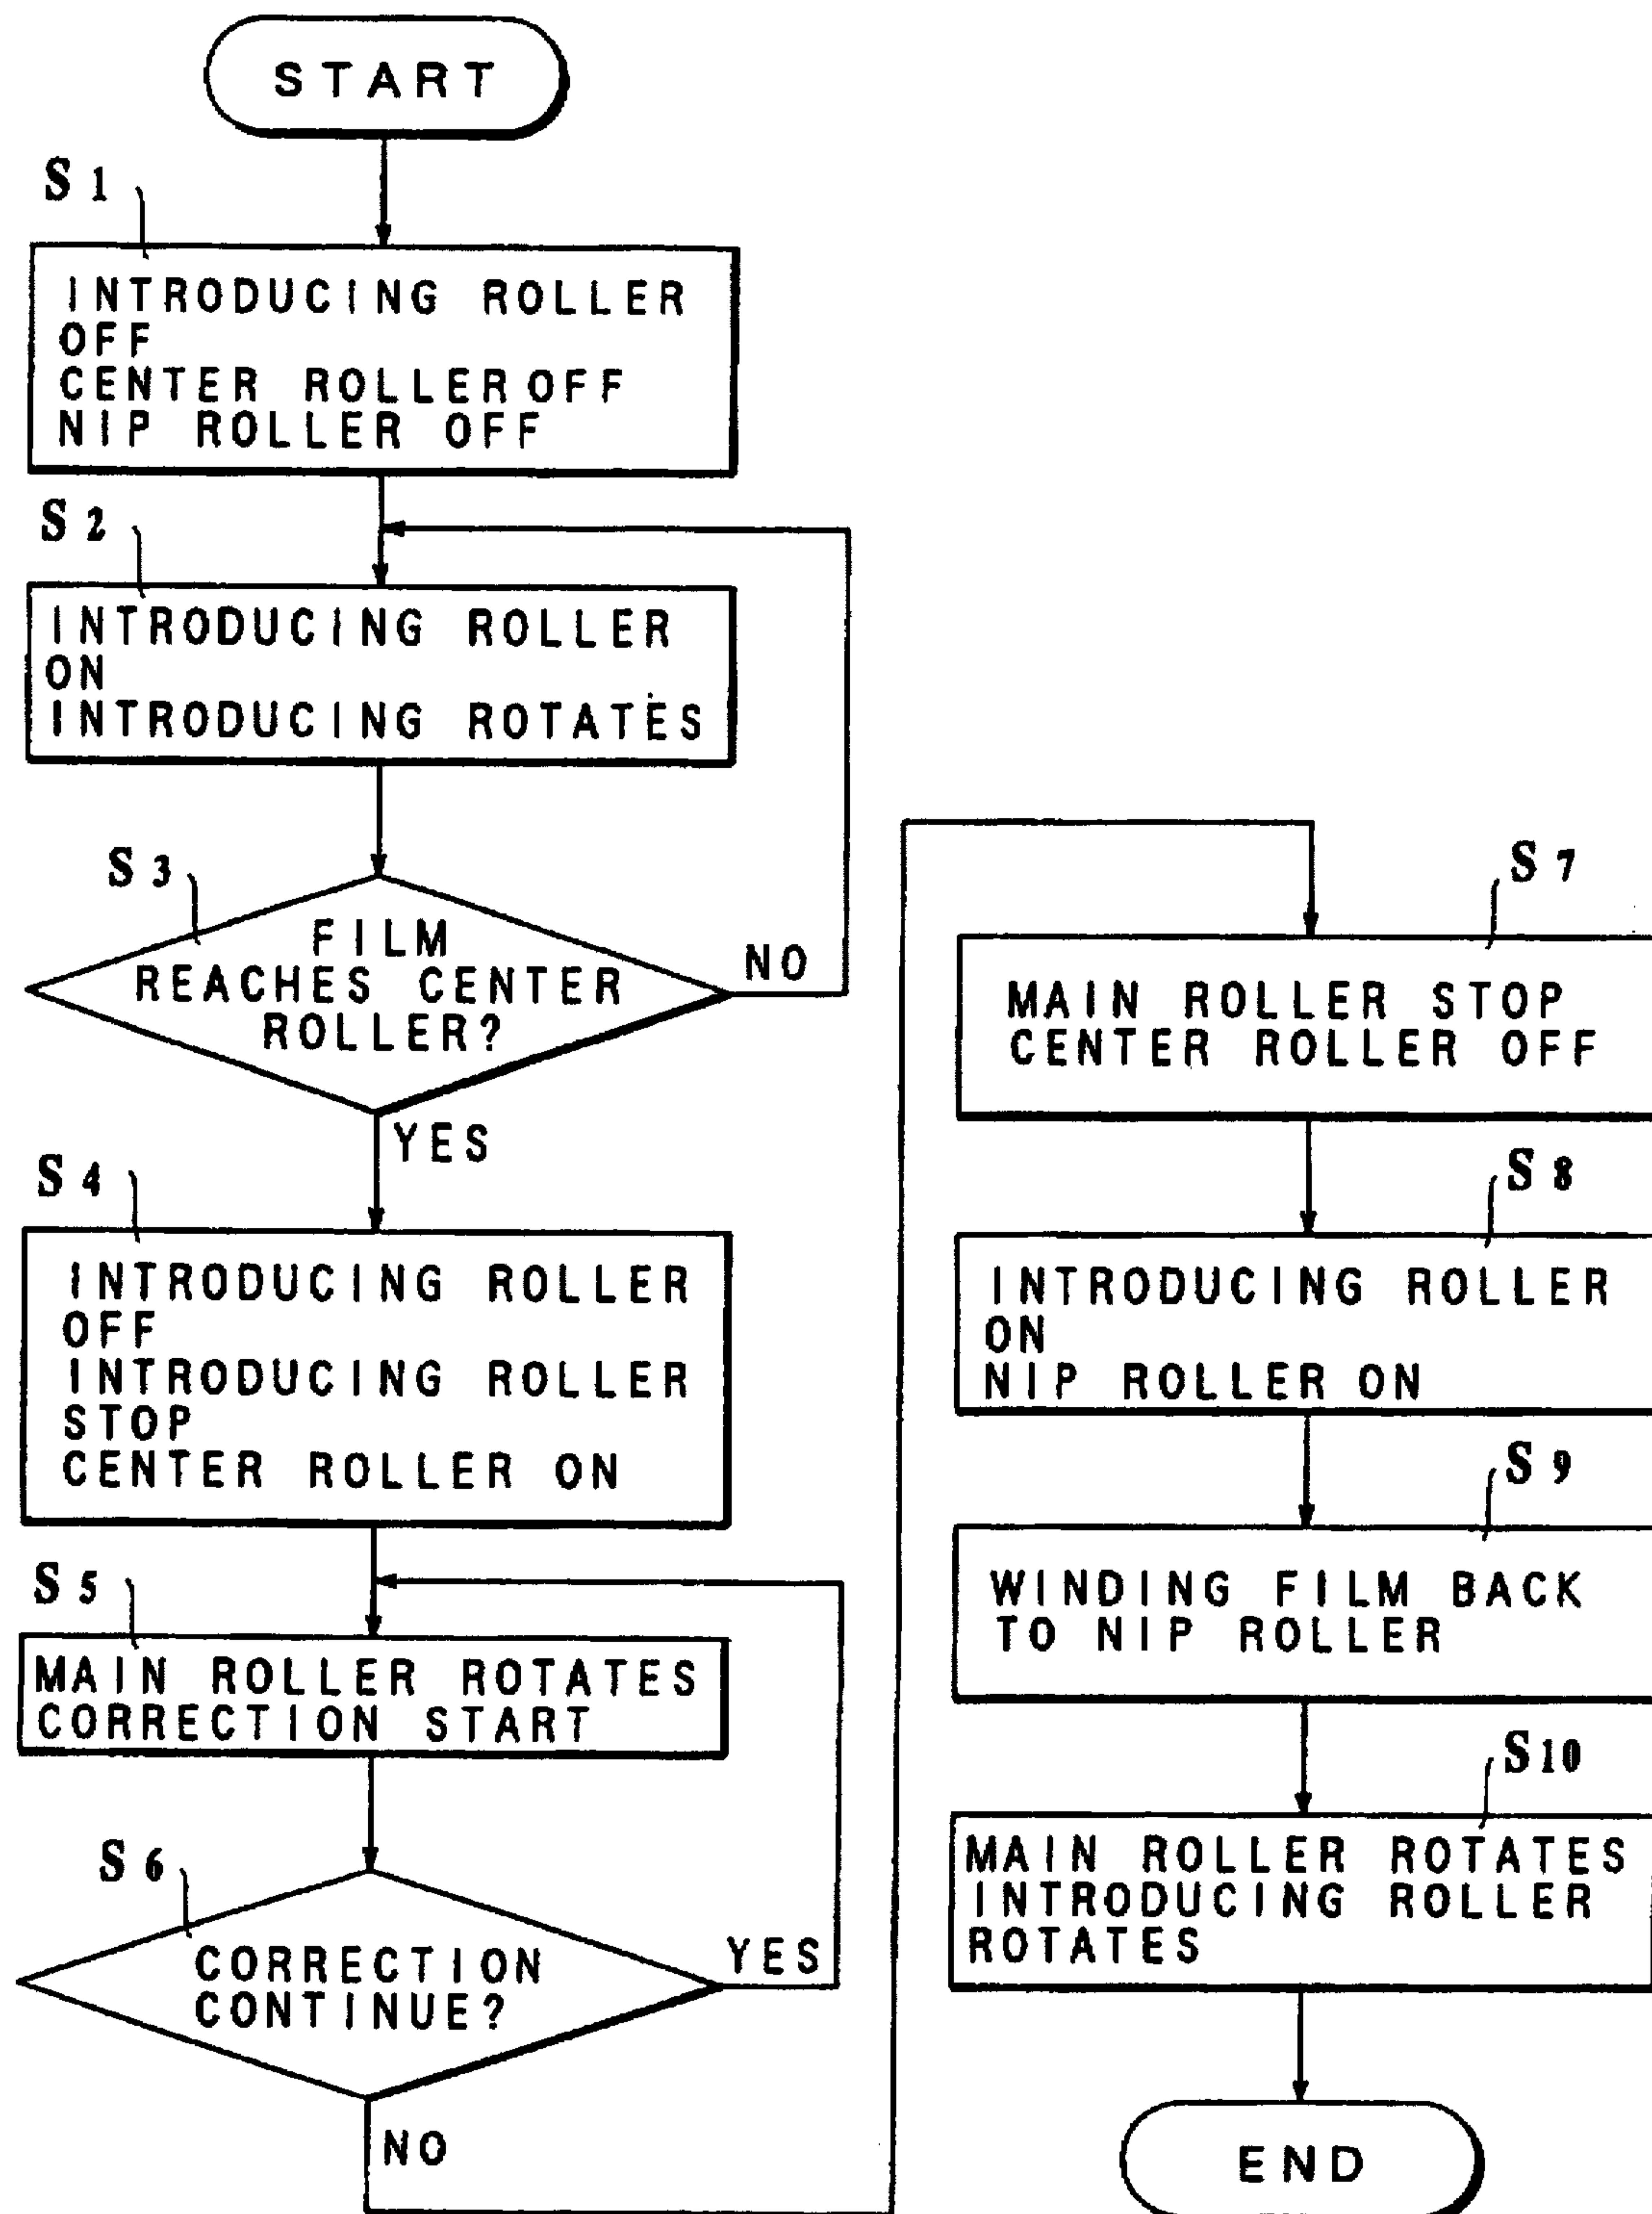 START
S1
INTRODUCING ROLLER
OFF
CENTER ROLLER OFF
NIP ROLLER OFF
S2
INTRODUCING ROLLER
ON
INTRODUCING ROTATES
S3
FILM
REACHES CENTER
ROLLER?
NO
YES
S4
INTRODUCING ROLLER
OFF
INTRODUCING ROLLER
STOP
CENTER ROLLER ON
S5
MAIN ROLLER ROTATES
CORRECTION START
S6
CORRECTION
CONTINUE?
YES
NO
S7
MAIN ROLLER STOP
CENTER ROLLER OFF
S8
INTRODUCING ROLLER
ON
NIP ROLLER ON
S9
WINDING FILM BACK
TO NIP ROLLER
S10
MAIN ROLLER ROTATES
INTRODUCING ROLLER
ROTATES
END